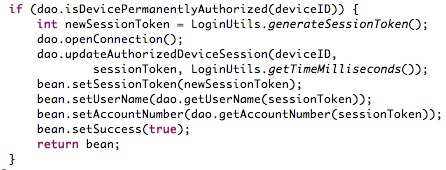 if (dao.isDevicePermanentlyAuthorized(deviceID)) {
int newSessionToken = LoginUtils.generateSessionToken();
dao.openConnection();
dao.updateAuthorizedDeviceSession(deviceID,
sessionToken, LoginUtils.getTimeMilliseconds());
bean.setSessionToken(newSessionToken);
bean.setUserName(dao.getUserName(sessionToken));
bean.setAccountNumber(dao.getAccountNumber(sessionToken));
bean.setSuccess(true);
return bean;
}